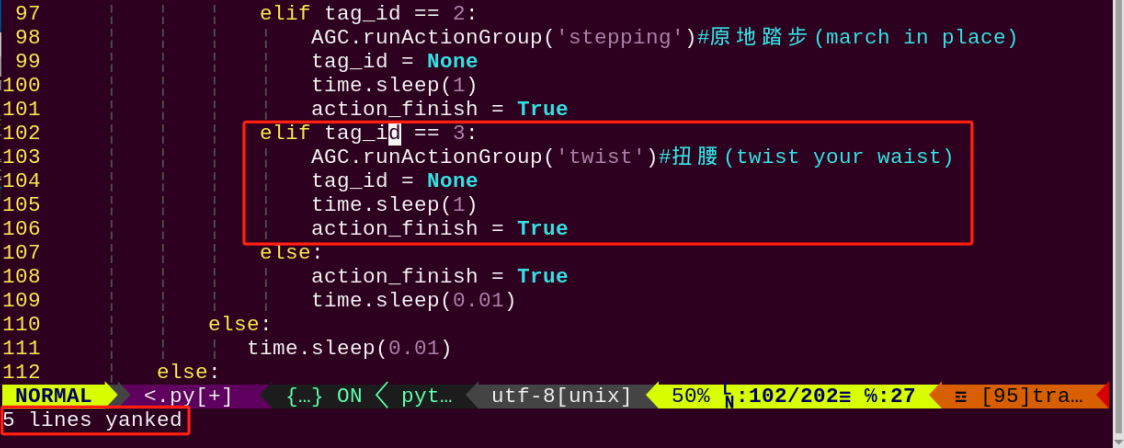 97 elif tag_id == 2:
98 AGC.runActionGroup('stepping')#原地踏步(march in place)
99 tag_id = None
100 time.sleep(1)
101 action_finish = True
102 elif tag_id == 3:
103 AGC.runActionGroup('twist')#扭腰(twist your waist)
104 tag_id = None
105 time.sleep(1)
106 action_finish = True
107 else:
108 action_finish = True
109 time.sleep(0.01)
110 else:
111 time.sleep(0.01)
112 else:
NORMAL <.py[+] {…} ON pyt… utf-8[unix] 50% ␤:102/202≡ ℅:27 ☲ [95]tra…
5 lines yanked